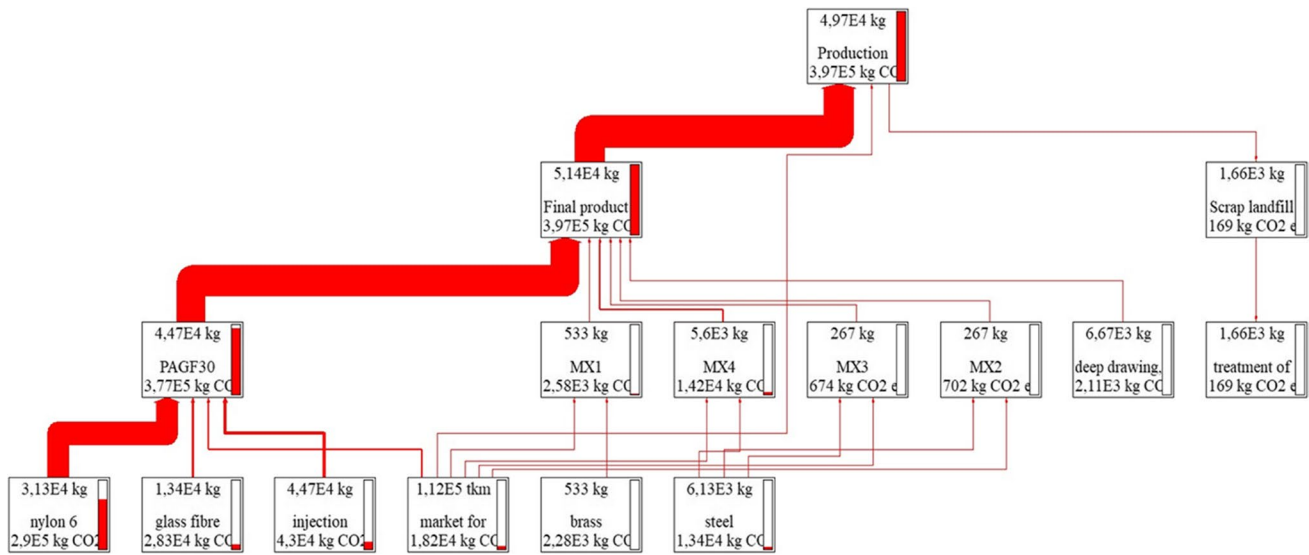 4,97E4 kg
Production
3,97E5 kg CO
5,14E4 kg
Final product
3,97E5 kg CO
1,66E3 kg
Scrap landfill
169 kg CO2 e
4,47E4 kg
PAGF30
3,77E5 kg CO
533 kg
MX1
2,58E3 kg CO
5,6E3 kg
MX4
1,42E4 kg CO
267 kg
MX3
674 kg CO2 e
267 kg
MX2
702 kg CO2 e
6,67E3 kg
deep drawing,
2,11E3 kg CO
1,66E3 kg
treatment of
169 kg CO2 e
3,13E4 kg
nylon 6
2,9E5 kg CO2
1,34E4 kg
glass fibre
2,83E4 kg CO
4,47E4 kg
injection
4,3E4 kg CO2
1,12E5 tkm
market for
1,82E4 kg CO
533 kg
brass
2,28E3 kg CO
6,13E3 kg
steel
1,34E4 kg CO